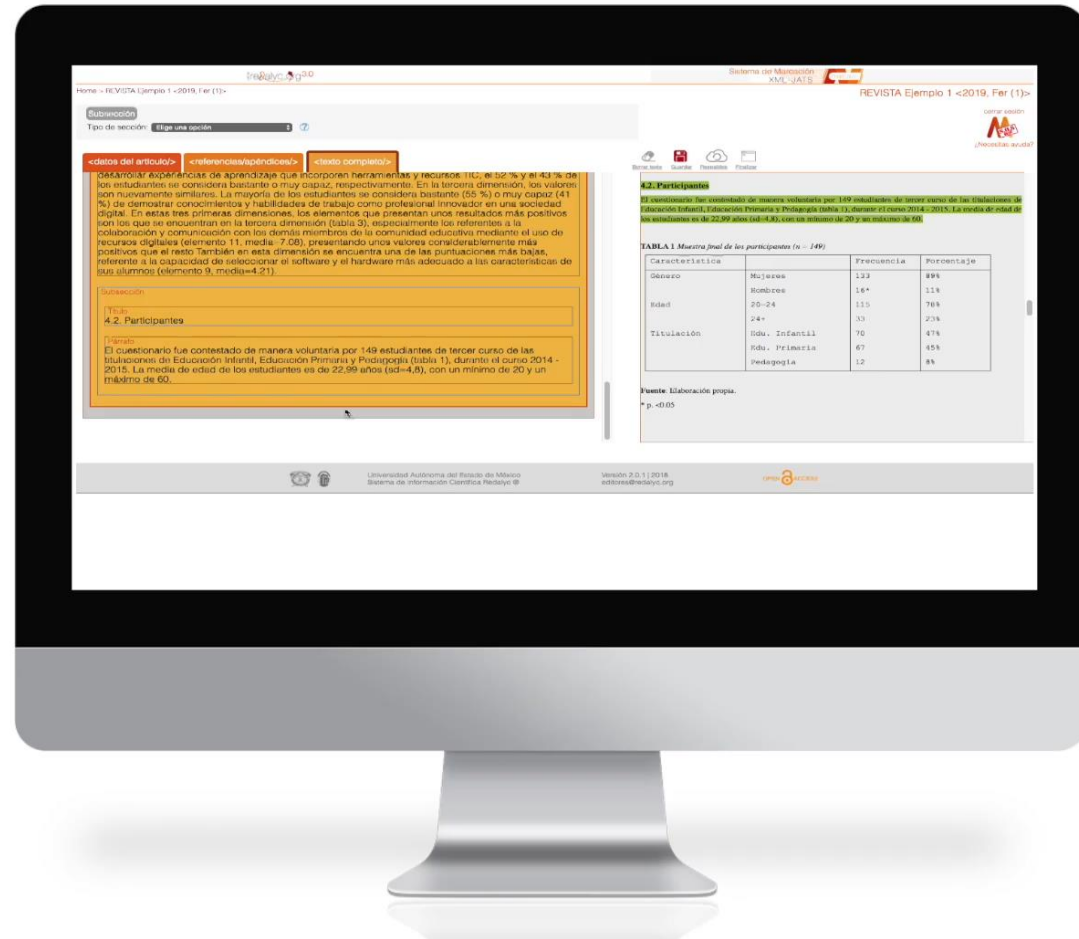 redalyc.org3.0
Sistema de Marcación
XML-JATS
Home > REVISTA Ejemplo 1 <2019, Fer (1)>
REVISTA Ejemplo 1 <2019, Fer (1)>
Subsección
Tipo de sección: Elige una opción
cerrar sesión
¿Necesitas ayuda?
<datos del artículo/> <referencias/apéndices/> <texto completo/>
Borrar texto Guardar Finalizar
desarrollar experiencias de aprendizaje que incorporen herramientas y recursos TIC, el 52 % y el 43 % de
los estudiantes se considera bastante o muy capaz, respectivamente. En la tercera dimensión, los valores
son nuevamente similares. La mayoría de los estudiantes se considera bastante (55 %) o muy capaz (41
%) de demostrar conocimientos y habilidades de trabajo como profesional innovador en una sociedad
digital. En estas tres primeras dimensiones, los elementos que presentan unos resultados más positivos
son los que se encuentran en la tercera dimensión (tabla 3), especialmente los referentes a la
colaboración y comunicación con los demás miembros de la comunidad educativa mediante el uso de
recursos digitales (elemento 11, media=7.08), presentando unos valores considerablemente más
positivos que el resto También en esta dimensión se encuentra una de las puntuaciones más bajas,
referente a la capacidad de seleccionar el software y el hardware más adecuado a las características de
sus alumnos (elemento 9, media=4.21).
Subsección
Título
4.2. Participantes
Párrafo
El cuestionario fue contestado de manera voluntaria por 149 estudiantes de tercer curso de las
titulaciones de Educación Infantil, Educación Primaria y Pedagogía (tabla 1), durante el curso 2014 -
2015. La media de edad de los estudiantes es de 22,99 años (sd=4,8), con un mínimo de 20 y un
máximo de 60.
4.2. Participantes
El cuestionario fue contestado de manera voluntaria por 149 estudiantes de tercer curso de las titulaciones de
Educación Infantil, Educación Primaria y Pedagogía (tabla 1), durante el curso 2014 - 2015. La media de edad de
los estudiantes es de 22,99 años (sd=4,8), con un mínimo de 20 y un máximo de 60.
TABLA 1 Muestra final de los participantes (n = 149)
Característica Frecuencia Porcentaje
Género Mujeres 133 89%
Hombres 16* 11%
Edad 20-24 115 78%
24+ 33 23%
Titulación Edu. Infantil 70 47%
Edu. Primaria 67 45%
Pedagogía 12 8%
Fuente: Elaboración propia.
* p. <0.05
Universidad Autónoma del Estado de México
Sistema de Información Científica Redalyc ®
Versión 2.0.1 | 2018
editores@redalyc.org
OPEN ACCESS